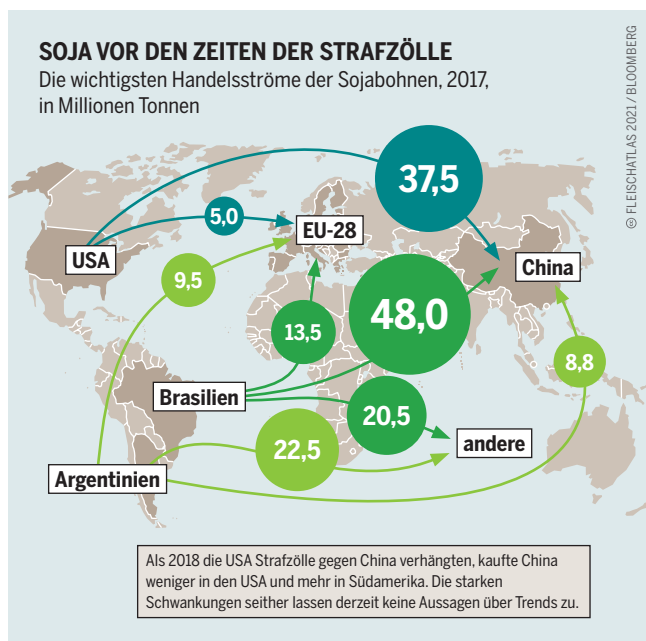 SOJA VOR DEN ZEITEN DER STRAFZÖLLE
Die wichtigsten Handelsströme der Sojabohnen, 2017,
in Millionen Tonnen
FLEISCHATLAS 2021 / BLOOMBERG
37,5
5,0
EU-28
USA
China
9,5
48,0
13,5
8,8
Brasilien
20,5
22,5
andere
Argentinien
Als 2018 die USA Strafzölle gegen China verhängten, kaufte China
weniger in den USA und mehr in Südamerika. Die starken
Schwankungen seither lassen derzeit keine Aussagen über Trends zu.